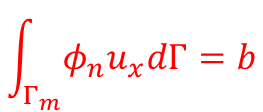 ∫_{Γ_m} ϕ_n u_x dΓ = b